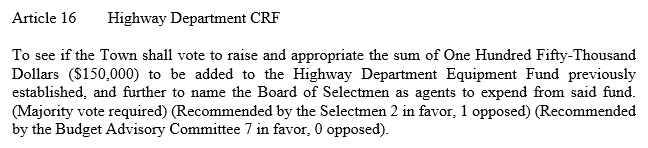 Article 16 Highway Department CRF
To see if the Town shall vote to raise and appropriate the sum of One Hundred Fifty-Thousand
Dollars ($150,000) to be added to the Highway Department Equipment Fund previously
established, and further to name the Board of Selectmen as agents to expend from said fund.
(Majority vote required) (Recommended by the Selectmen 2 in favor, 1 opposed) (Recommended
by the Budget Advisory Committee 7 in favor, 0 opposed).